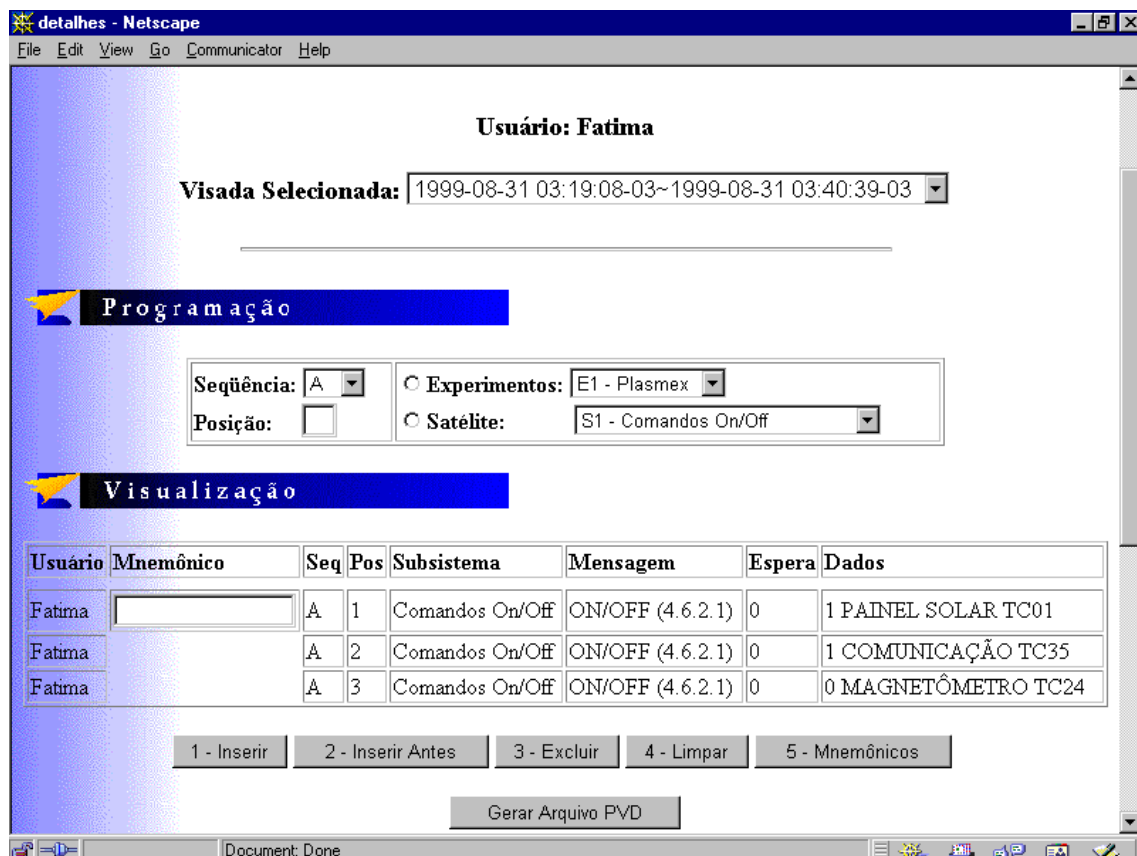 detalhes - Netscape
File Edit View Go Communicator Help
Usuário: Fatima
Visada Selecionada: 1999-08-31 03:19:08-03~1999-08-31 03:40:39-03
Programação
Seqüência: A Experimentos: E1 - Plasmex
Posição: Satélite: S1 - Comandos On/Off
Visualização
Usuário Mnemônico Seq Pos Subsistema Mensagem Espera Dados
Fatima A 1 Comandos On/Off ON/OFF (4.6.2.1) 0 1 PAINEL SOLAR TC01
Fatima A 2 Comandos On/Off ON/OFF (4.6.2.1) 0 1 COMUNICAÇÃO TC35
Fatima A 3 Comandos On/Off ON/OFF (4.6.2.1) 0 0 MAGNETÔMETRO TC24
1 - Inserir 2 - Inserir Antes 3 - Excluir 4 - Limpar 5 - Mnemônicos
Gerar Arquivo PVD
Document: Done